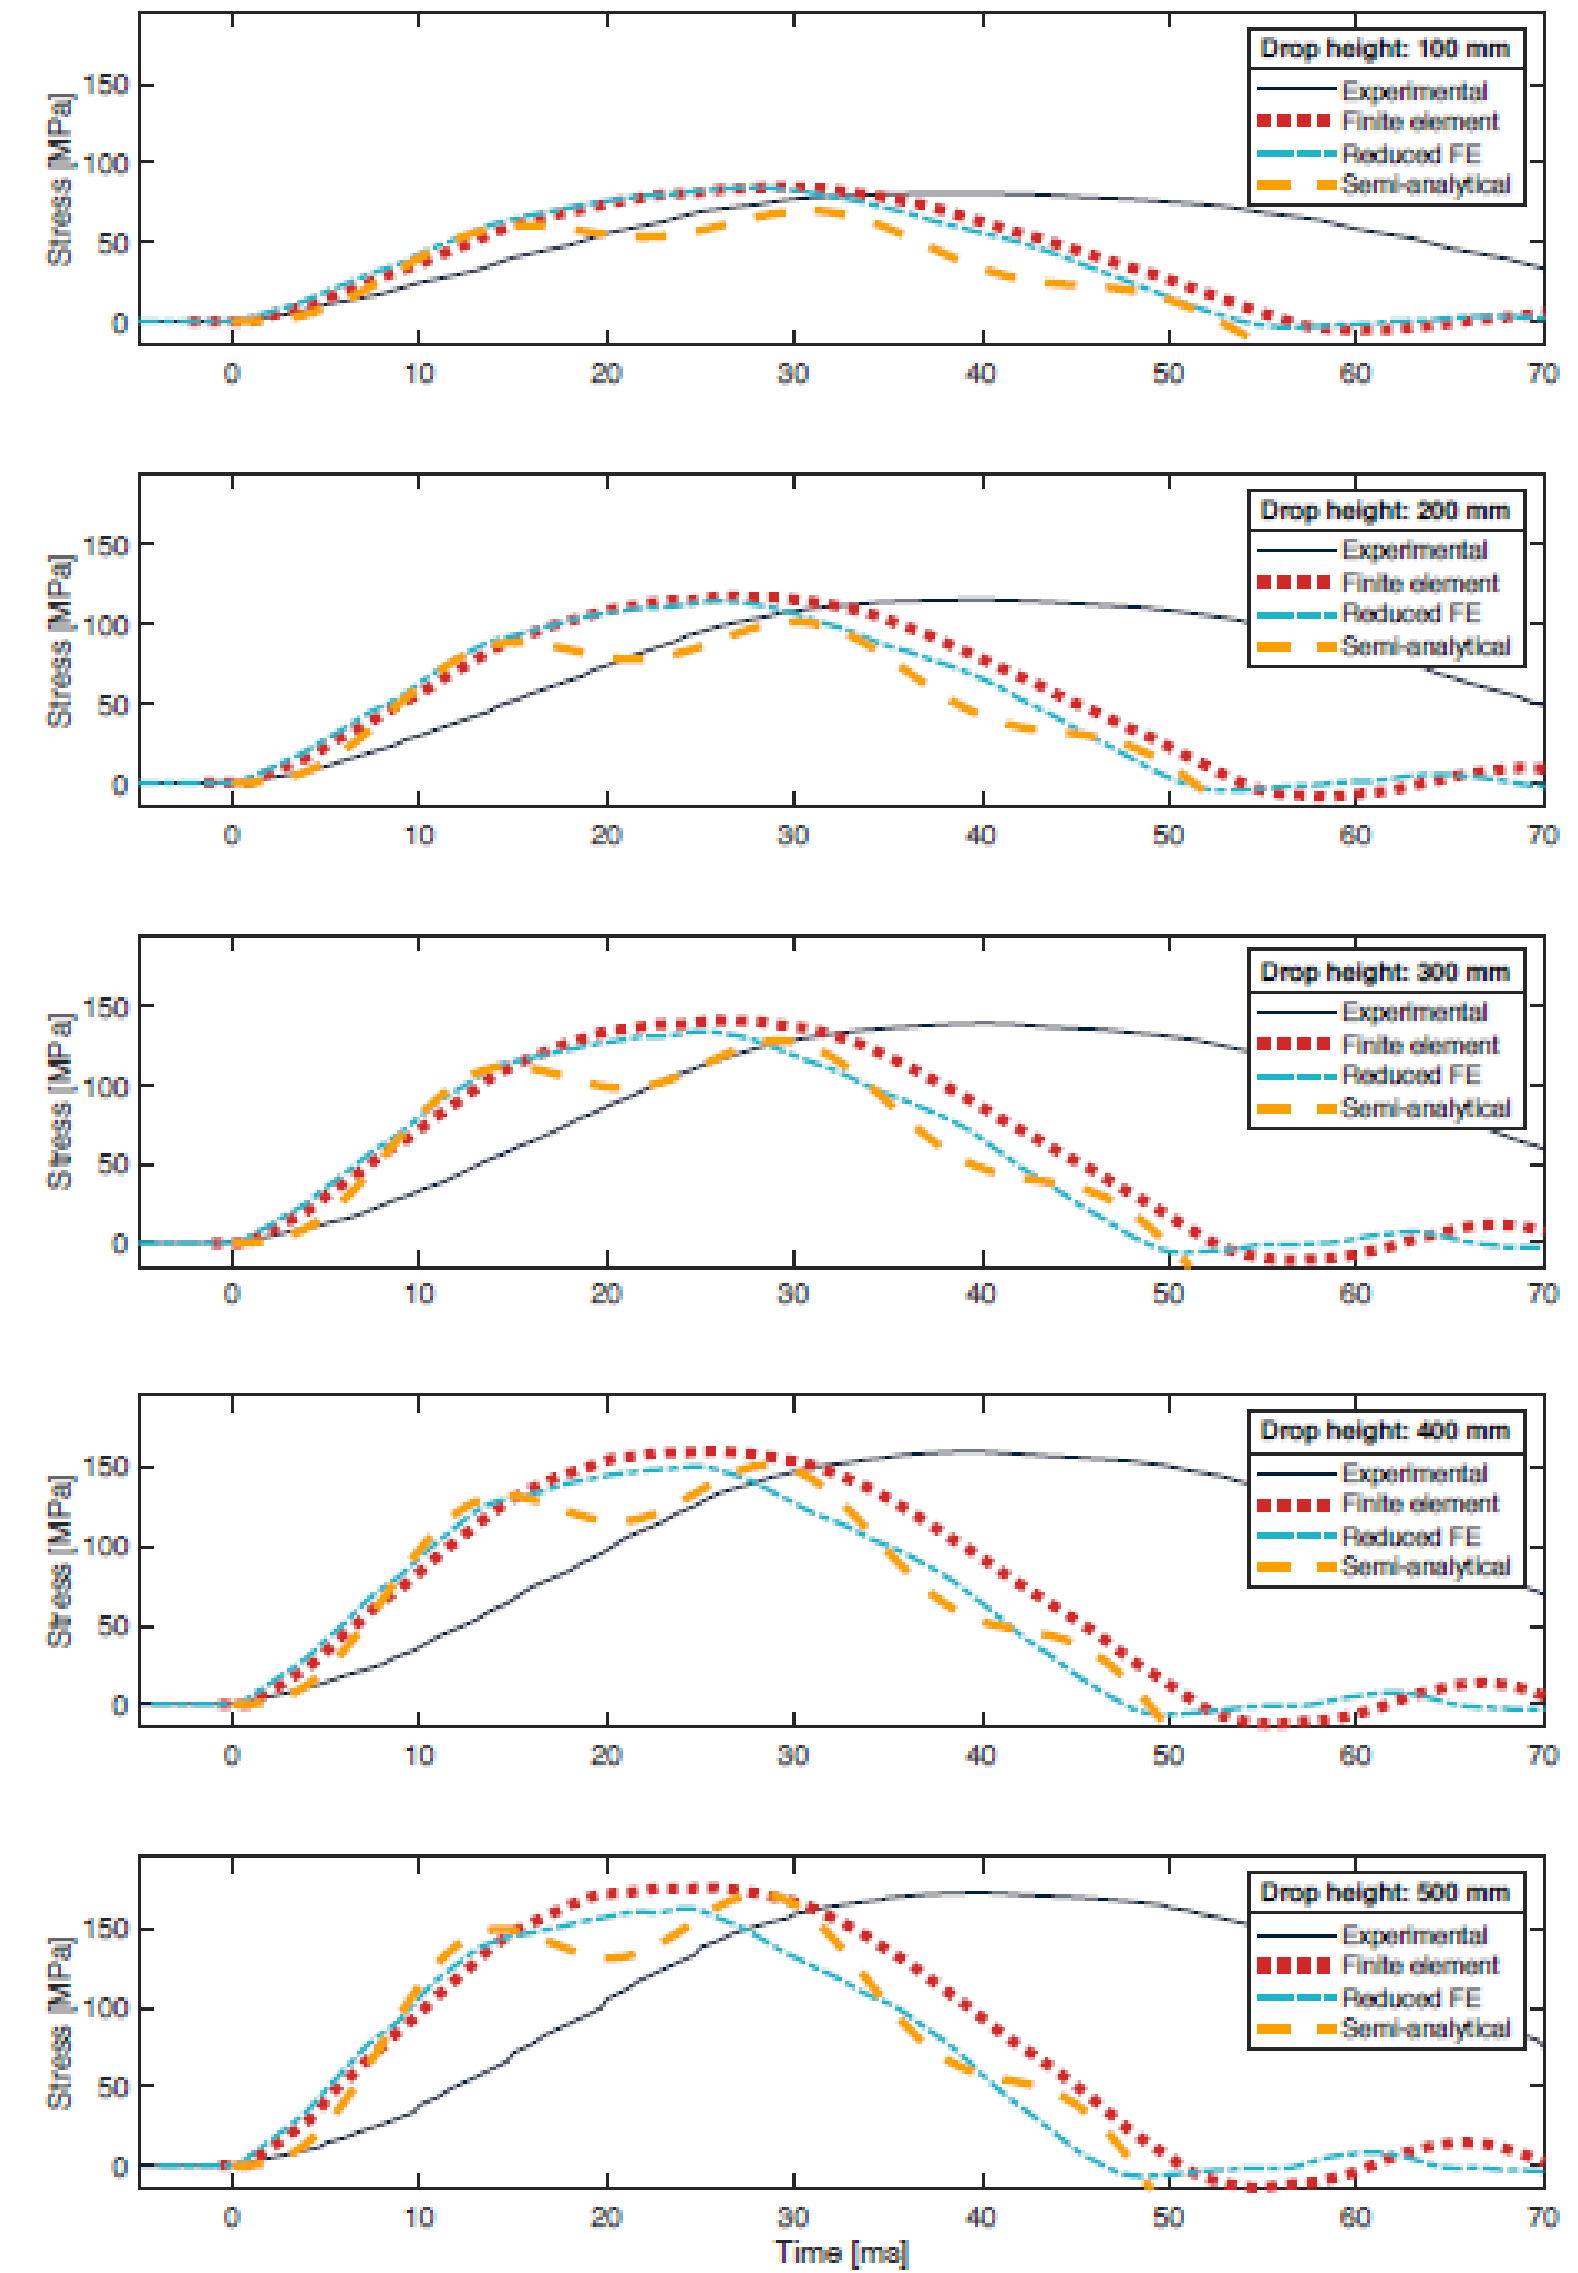 Drop height: 100 mm
Experimental
Finite element
Reduced FE
Semi-analytical
Stress [MPa]
150
100
50
0
0 10 20 30 40 50 60 70
Drop height: 200 mm
Experimental
Finite element
Reduced FE
Semi-analytical
Stress [MPa]
150
100
50
0
0 10 20 30 40 50 60 70
Drop height: 300 mm
Experimental
Finite element
Reduced FE
Semi-analytical
Stress [MPa]
150
100
50
0
0 10 20 30 40 50 60 70
Drop height: 400 mm
Experimental
Finite element
Reduced FE
Semi-analytical
Stress [MPa]
150
100
50
0
0 10 20 30 40 50 60 70
Drop height: 500 mm
Experimental
Finite element
Reduced FE
Semi-analytical
Stress [MPa]
150
100
50
0
0 10 20 30 40 50 60 70
Time [ms]